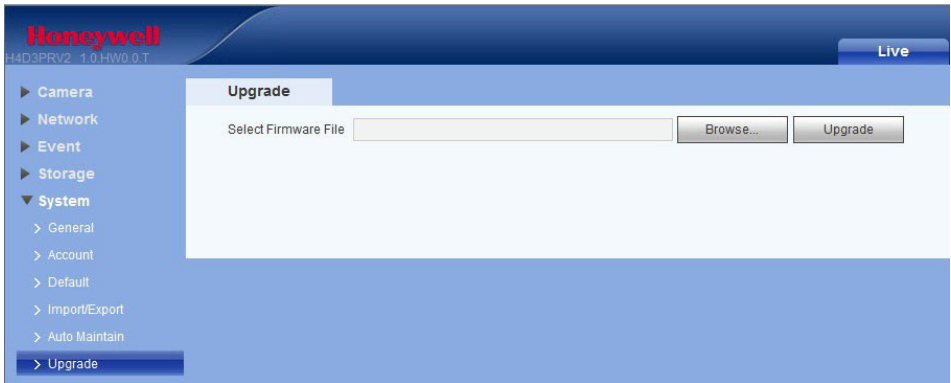 Honeywell
H4D3PRV2 1.0.HW0.0.T
Live
Camera
Network
Event
Storage
System
General
Account
Default
Import/Export
Auto Maintain
Upgrade
Upgrade
Select Firmware File
Browse...
Upgrade